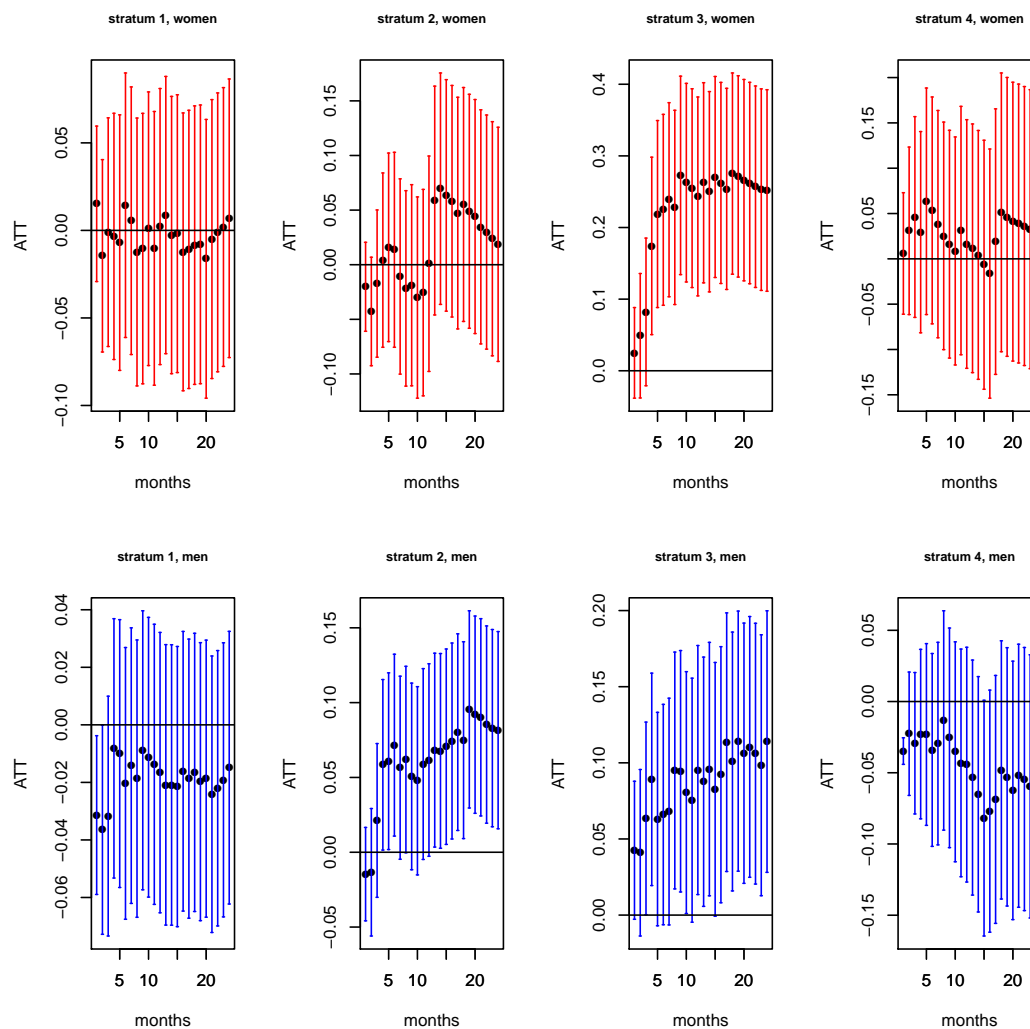 stratum 1, women
stratum 2, women
stratum 3, women
stratum 4, women
ATT
−0.10
−0.05
0.00
0.05
5
10
20
months
ATT
−0.10
0.00
0.05
0.10
0.15
5
10
20
months
ATT
0.0
0.1
0.2
0.3
0.4
5
10
20
months
ATT
−0.15
−0.05
0.05
0.15
5
10
20
months
stratum 1, men
stratum 2, men
stratum 3, men
stratum 4, men
ATT
−0.06
−0.04
−0.02
0.00
0.02
0.04
5
10
20
months
ATT
−0.05
0.00
0.05
0.10
0.15
5
10
20
months
ATT
0.00
0.05
0.10
0.15
0.20
5
10
20
months
ATT
−0.15
−0.10
−0.05
0.00
0.05
5
10
20
months